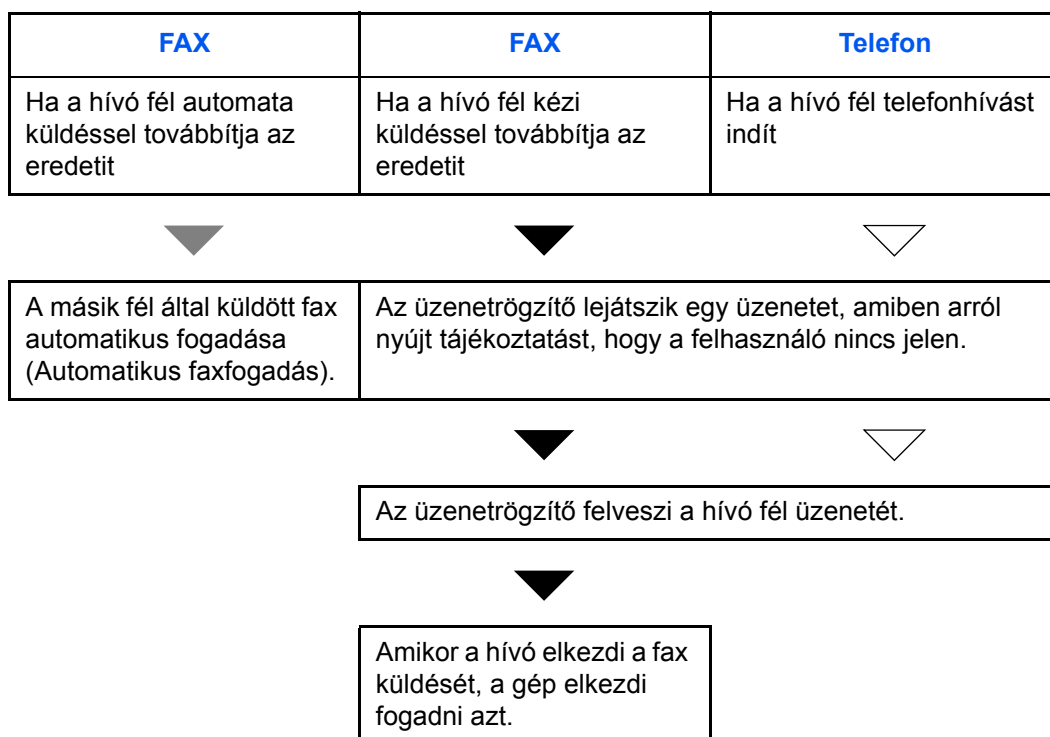 FAX
FAX
Telefon
Ha a hívó fél automata
küldéssel továbbítja az
eredetit
Ha a hívó fél kézi
küldéssel továbbítja az
eredetit
Ha a hívó fél telefonhívást
indít
A másik fél által küldött fax
automatikus fogadása
(Automatikus faxfogadás).
Az üzenetrögzítő lejátszik egy üzenetet, amiben arról
nyújt tájékoztatást, hogy a felhasználó nincs jelen.
Az üzenetrögzítő felveszi a hívó fél üzenetét.
Amikor a hívó elkezdi a fax
küldését, a gép elkezdi
fogadni azt.